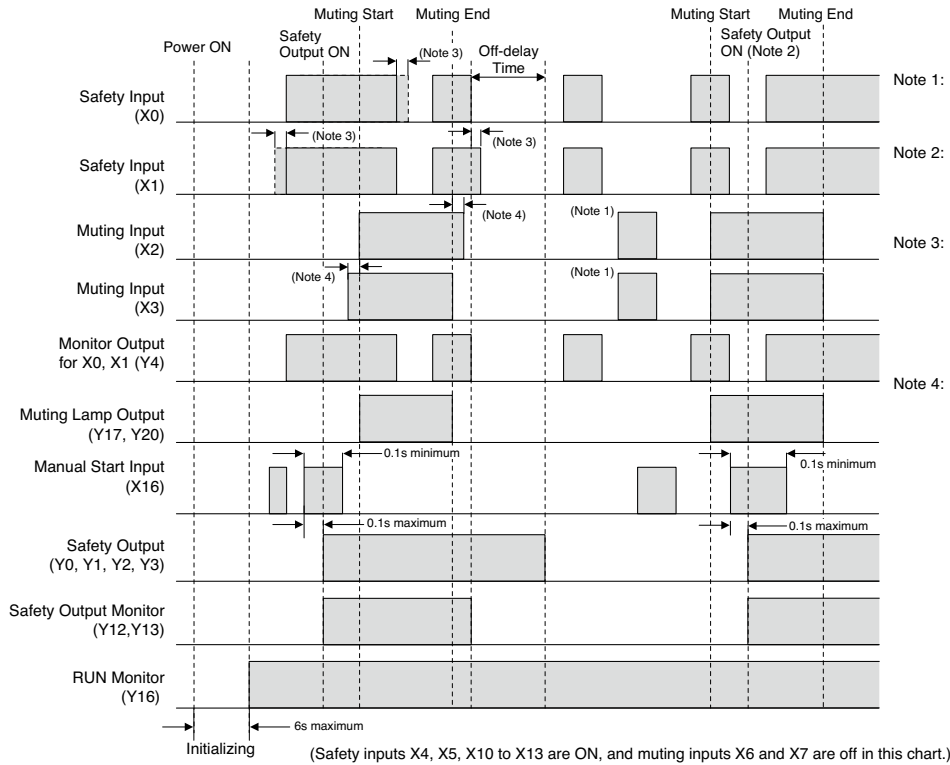 Muting Start
Muting End
Muting Start
Muting End
Power ON
Safety
Output ON
(Note 3)
Off-delay
Time
Safety Output
ON (Note 2)
Note 1:
Safety Input
(X0)
(Note 3)
(Note 3)
Note 2:
Safety Input
(X1)
(Note 4)
(Note 1)
Muting Input
(X2)
Note 3:
(Note 4)
(Note 1)
Muting Input
(X3)
Monitor Output
for X0, X1 (Y4)
Note 4:
Muting Lamp Output
(Y17, Y20)
0.1s minimum
0.1s minimum
Manual Start Input
(X16)
0.1s maximum
0.1s maximum
Safety Output
(Y0, Y1, Y2, Y3)
Safety Output Monitor
(Y12,Y13)
RUN Monitor
(Y16)
6s maximum
Initializing
(Safety inputs X4, X5, X10 to X13 are ON, and muting inputs X6 and X7 are off in this chart.)